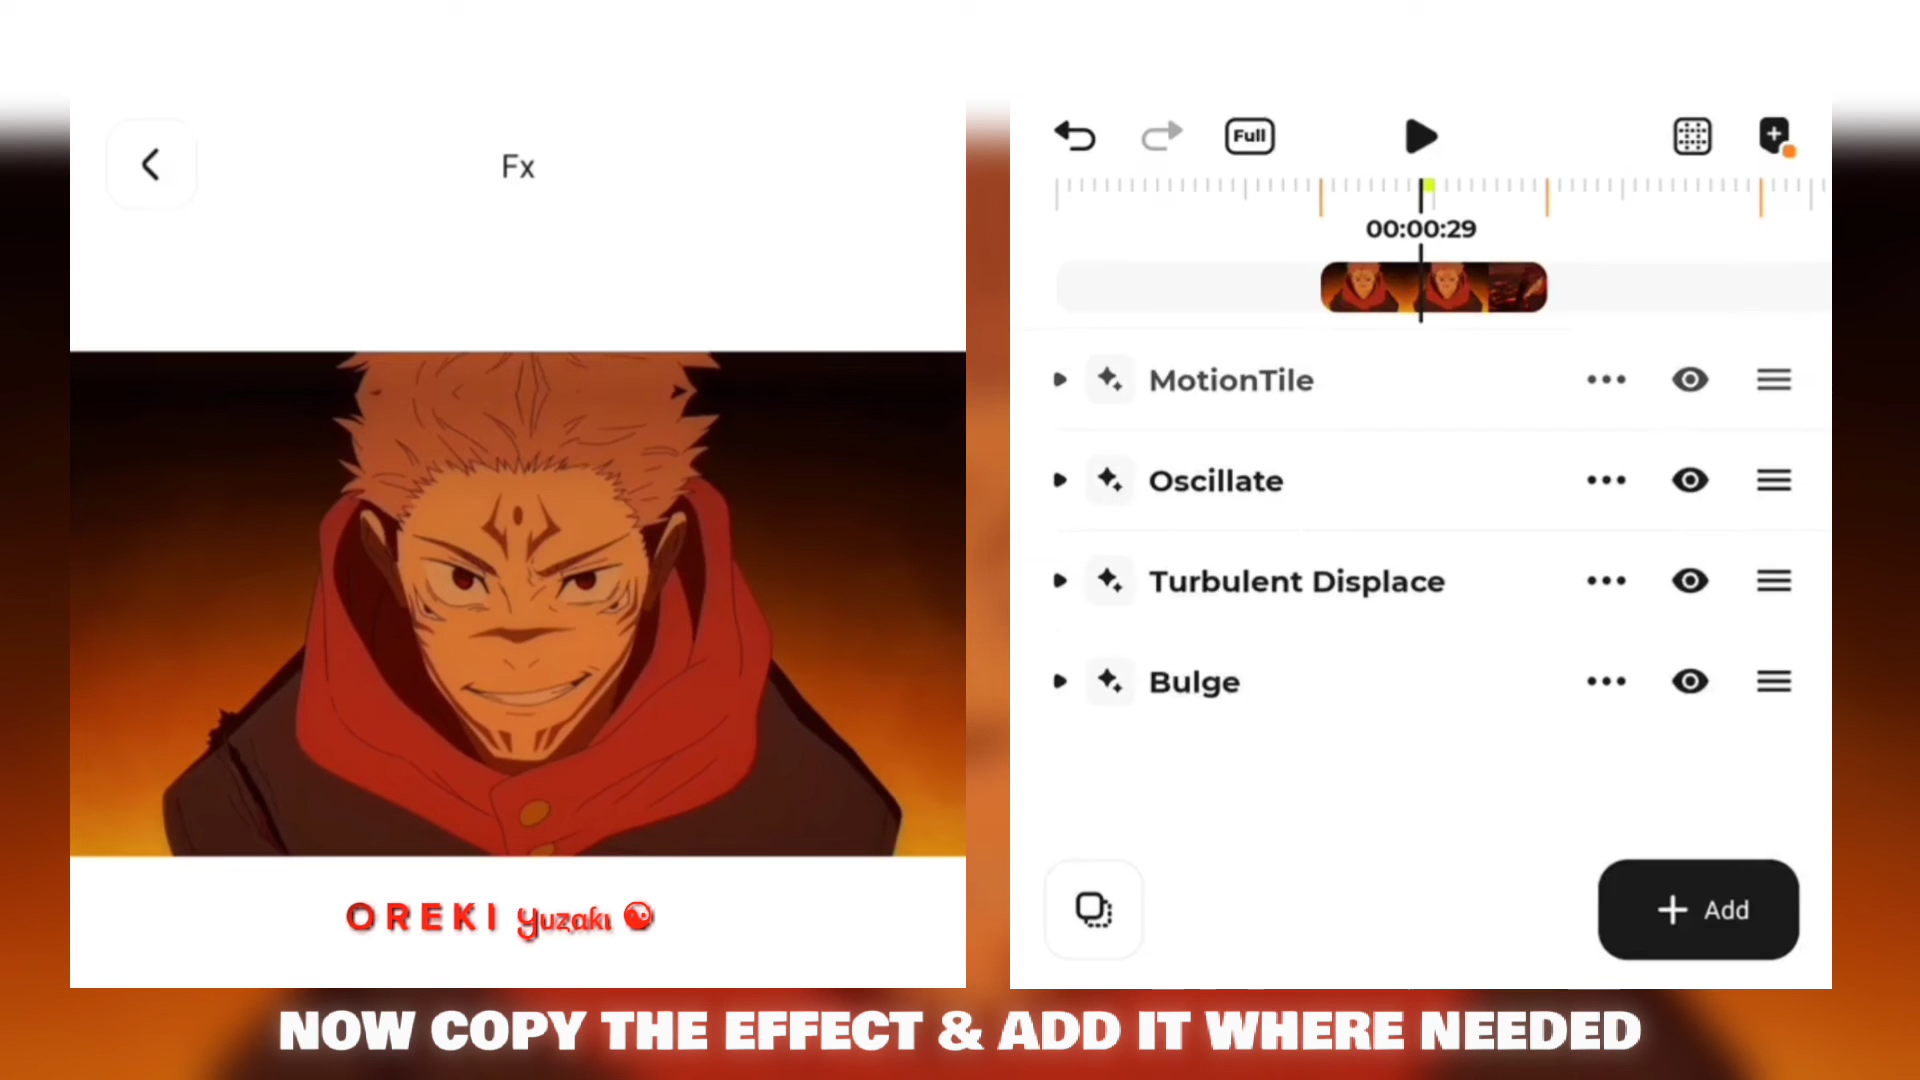 Fx
Full
00:00:29
MotionTile
Oscillate
Turbulent Displace
Bulge
Add
OREKI Yuzaki
NOW COPY THE EFFECT & ADD IT WHERE NEEDED